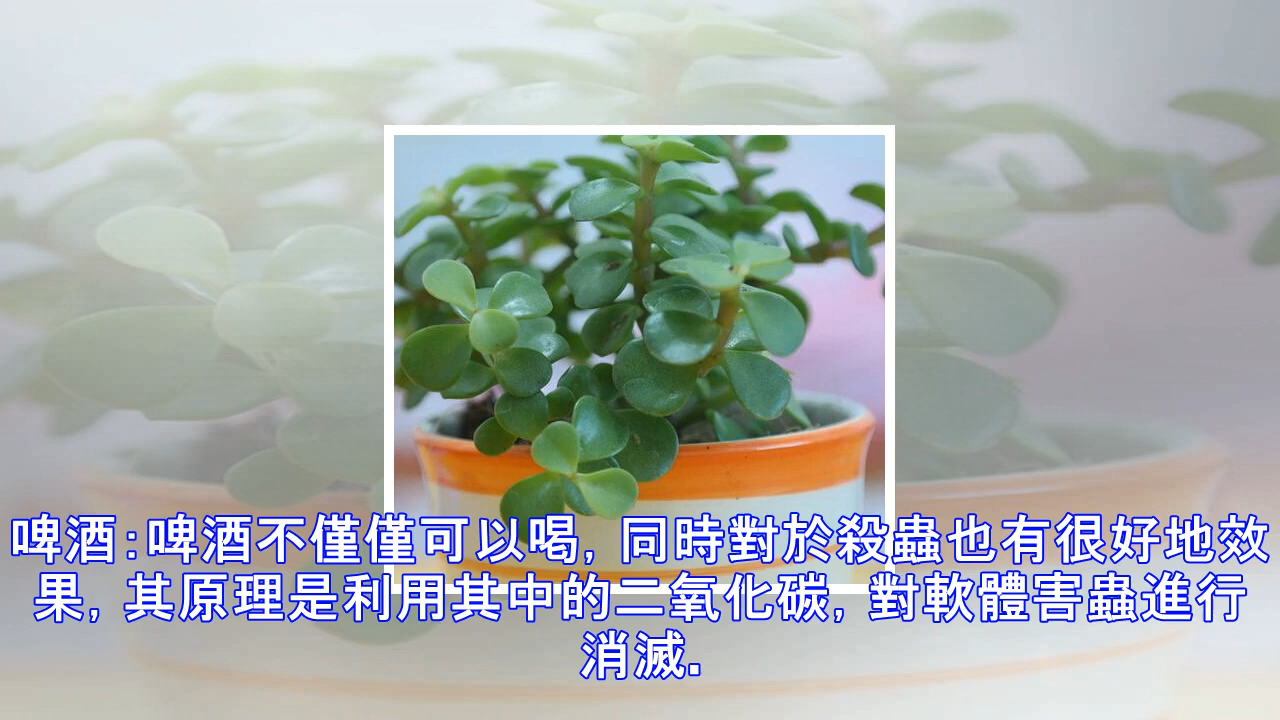 啤酒:啤酒不僅僅可以喝, 同時對於殺蟲也有很好地效
果, 其原理是利用其中的二氧化碳, 對軟體害蟲進行
消滅.